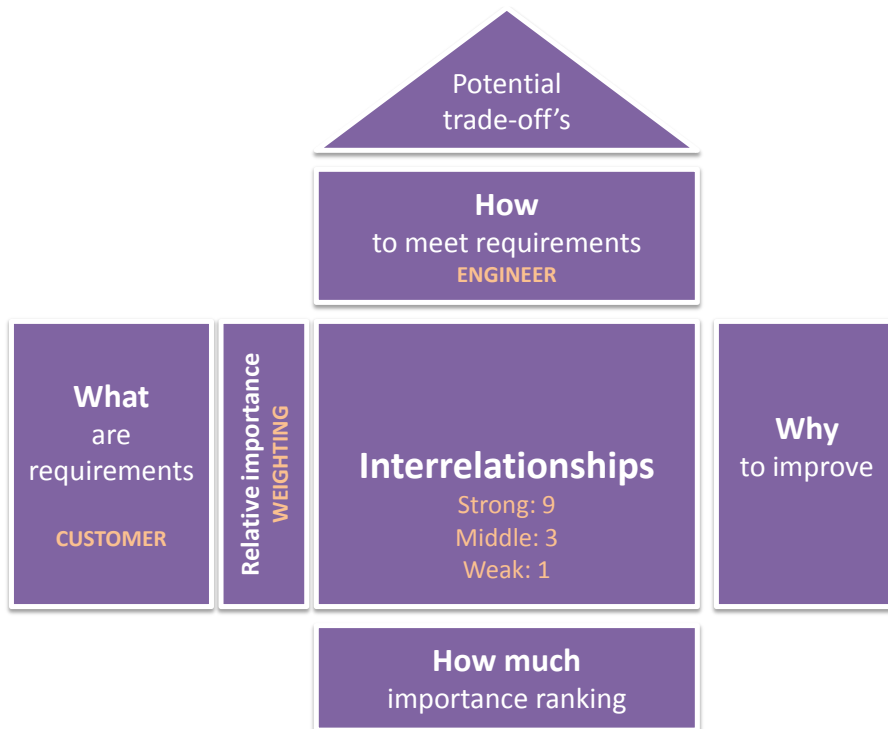 Potential
trade-off’s
How
to meet requirements
ENGINEER
What
are
requirements
CUSTOMER
Relative importance
WEIGHTING
Interrelationships
Strong: 9
Middle: 3
Weak: 1
Why
to improve
How much
importance ranking